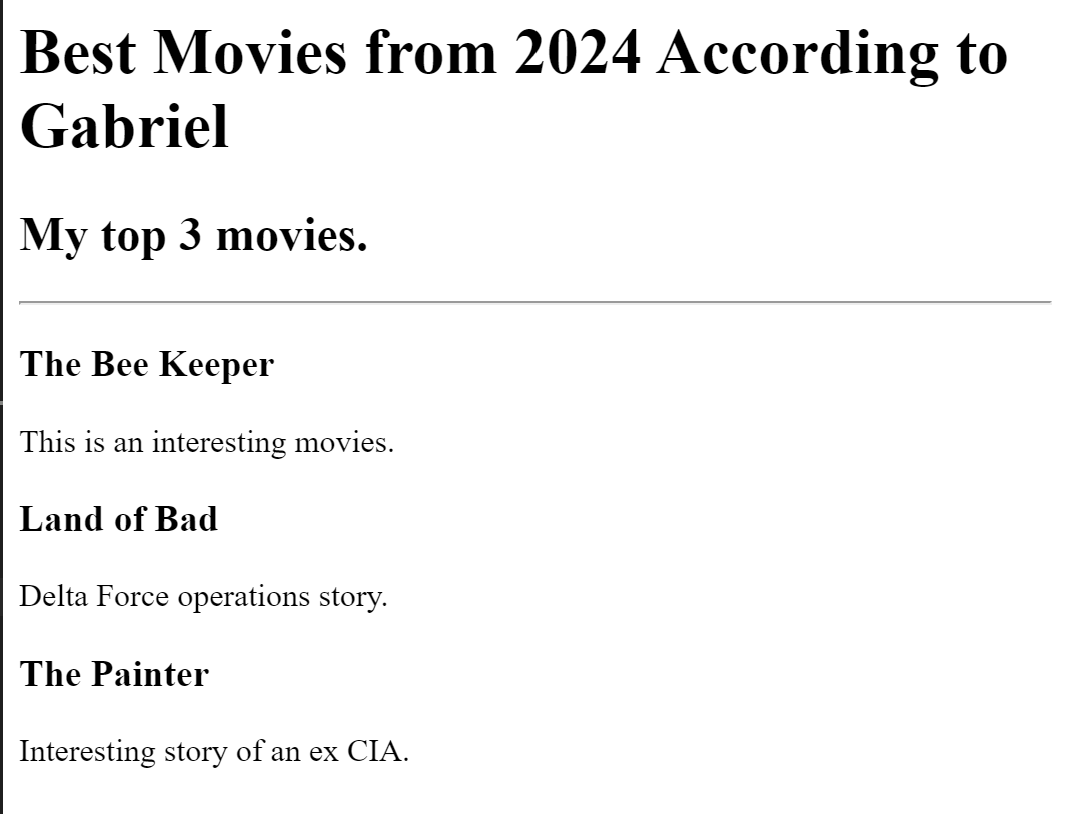 Best Movies from 2024 According to
Gabriel
My top 3 movies.
The Bee Keeper
This is an interesting movies.
Land of Bad
Delta Force operations story.
The Painter
Interesting story of an ex CIA.